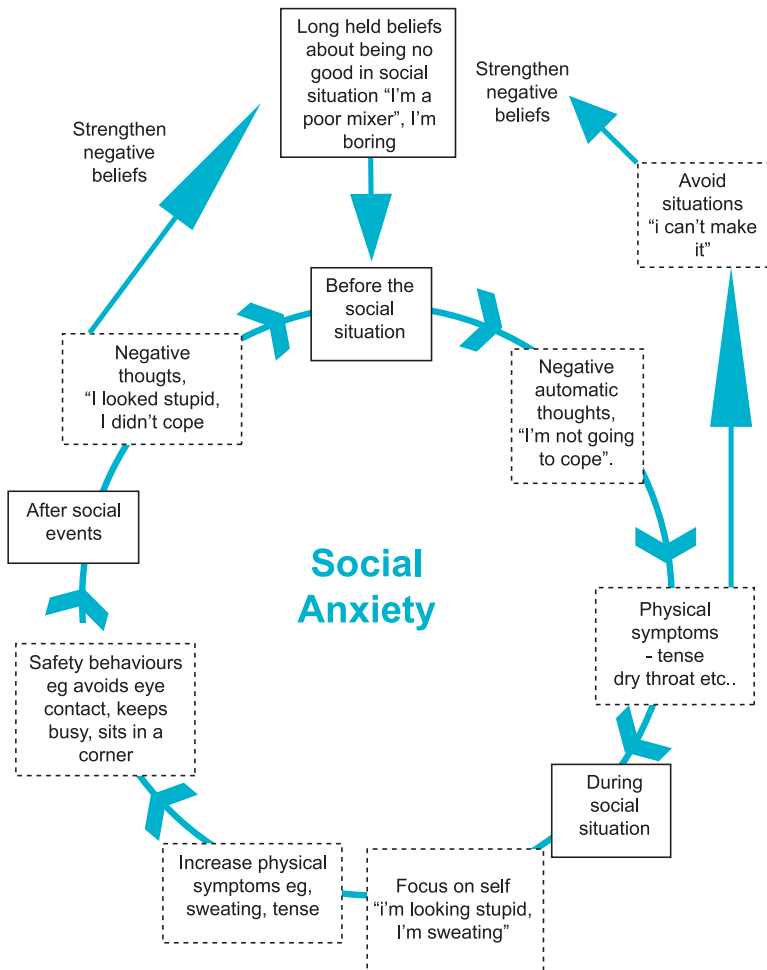 Long held beliefs
about being no
good in social
situation “I’m a
poor mixer”, I’m
boring
Strengthen
negative
beliefs
Strengthen
negative
beliefs
Avoid
situations
“i can’t make
it”
Before the
social
situation
Negative
automatic
thoughts,
“I’m not going
to cope”.
Physical
symptoms
- tense
dry throat etc..
During
social
situation
Focus on self
“i’m looking stupid,
I’m sweating”
Increase physical
symptoms eg,
sweating, tense
Safety behaviours
eg avoids eye
contact, keeps
busy, sits in a
corner
After social
events
Negative
thougts,
“I looked stupid,
I didn’t cope
Social
Anxiety